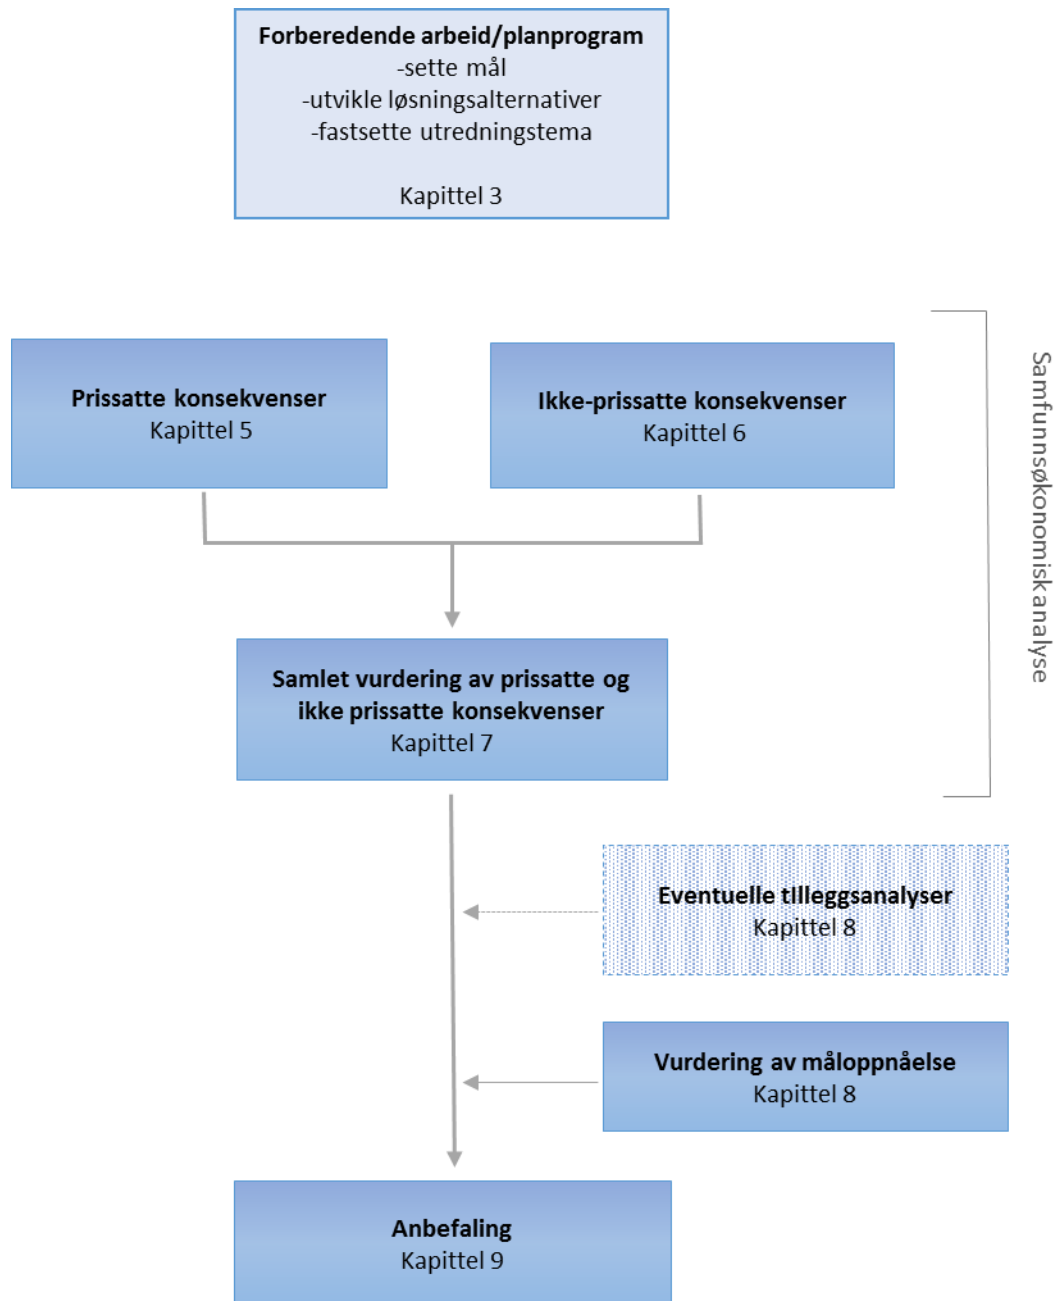 Forberedende arbeid/planprogram
-sette mål
-utvikle løsningsalternativer
-fastsette utredningstema
Kapittel 3
Prissatte konsekvenser
Kapittel 5
Ikke-prissatte konsekvenser
Kapittel 6
Samfunnsøkonomisk analyse
Samlet vurdering av prissatte og
ikke prissatte konsekvenser
Kapittel 7
Eventuelle tIlleggsanalyser
Kapittel 8
Vurdering av måloppnåelse
Kapittel 8
Anbefaling
Kapittel 9